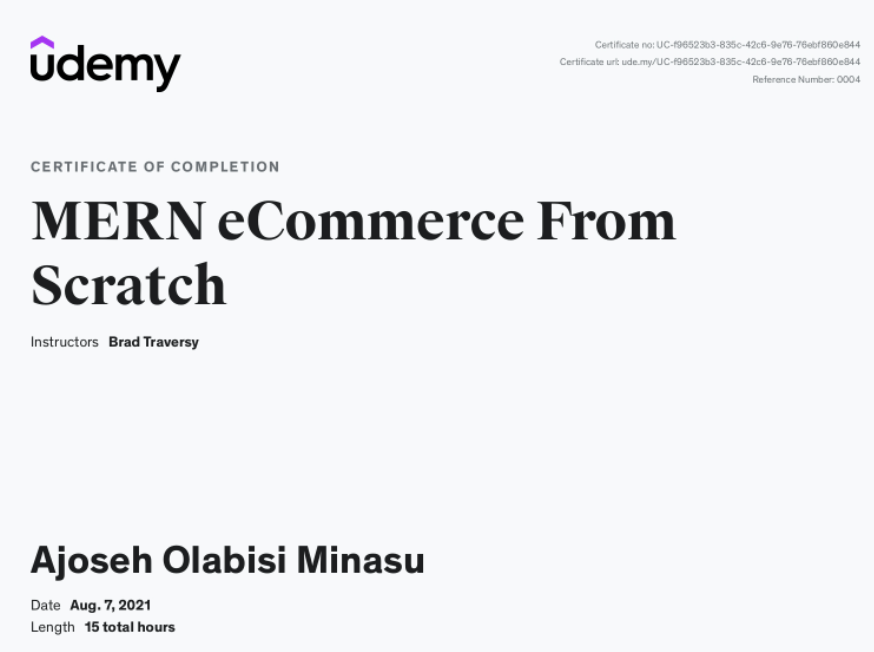 udemy
Certificate no: UC-f96523b3-835c-42c6-9e76-76ebf860e844
Certificate url: ude.my/UC-f96523b3-835c-42c6-9e76-76ebf860e844
Reference Number: 0004
CERTIFICATE OF COMPLETION
MERN eCommerce From
Scratch
Instructors Brad Traversy
Ajoseh Olabisi Minasu
Date Aug. 7, 2021
Length 15 total hours